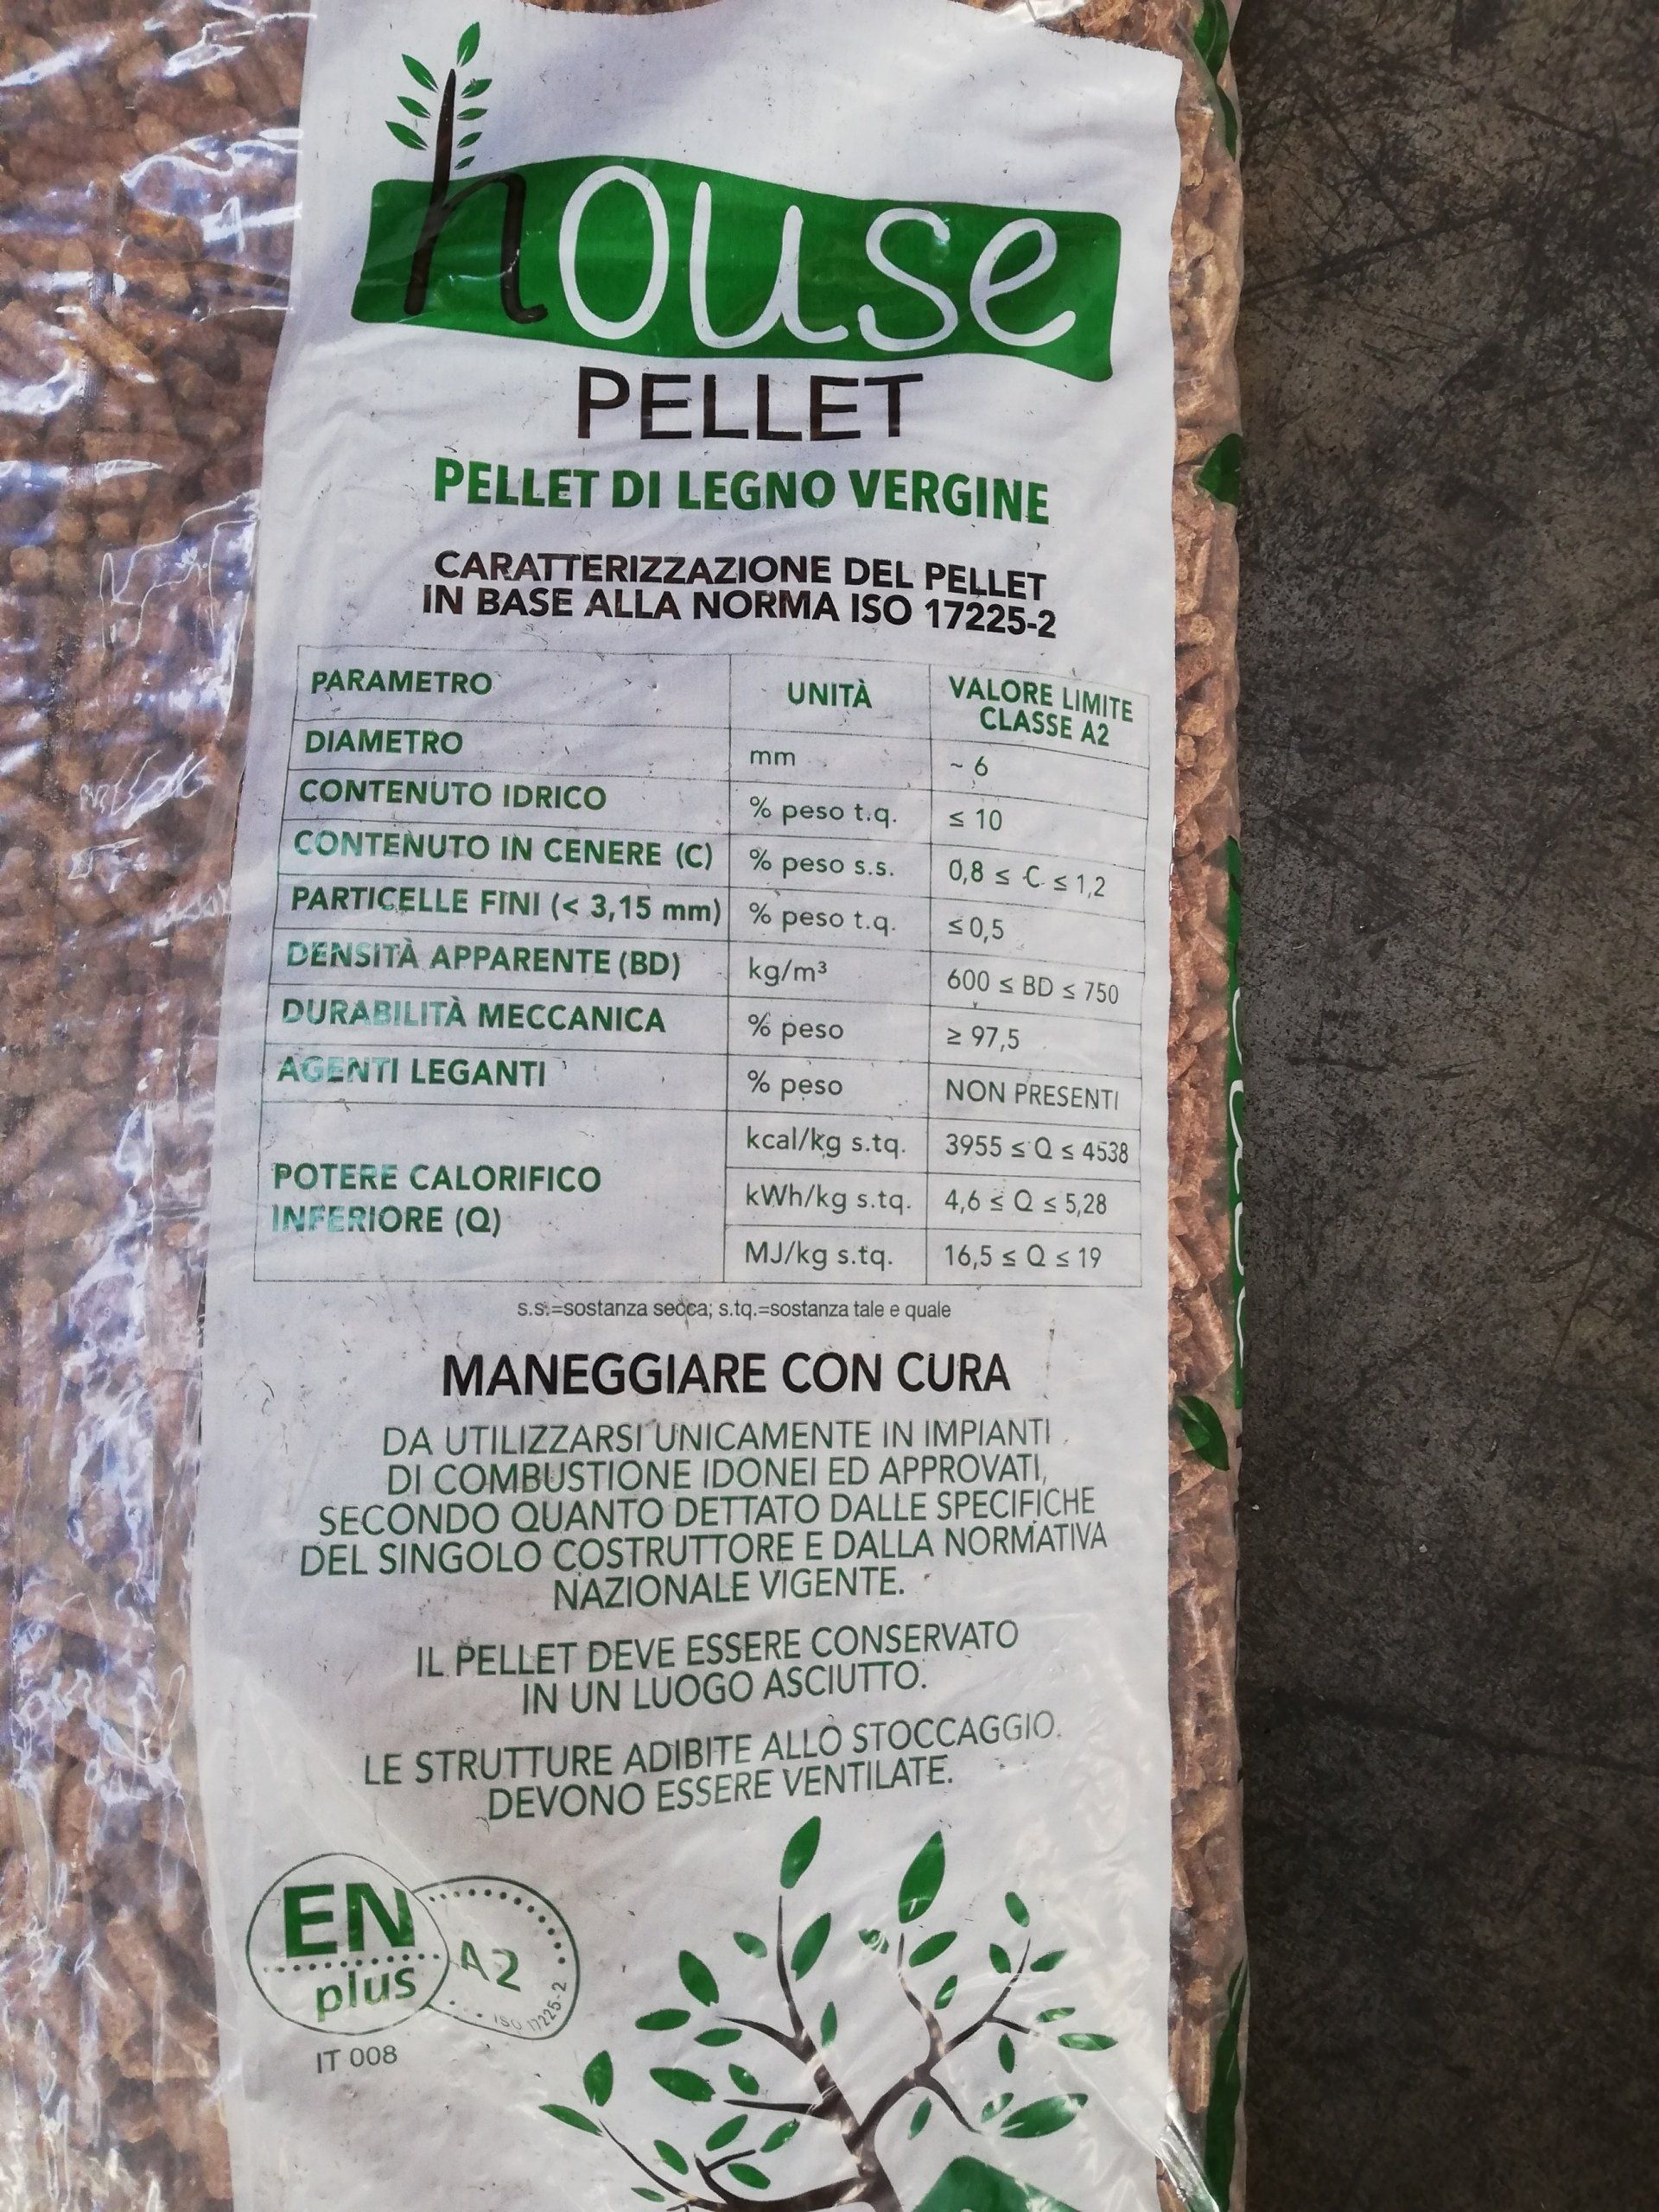 house
PELLET
PELLET DI LEGNO VERGINE
CARATTERIZZAZIONE DEL PELLET
IN BASE ALLA NORMA ISO 17225-2
PARAMETRO UNITÀ VALORE LIMITE CLASSE A2
DIAMETRO mm ~ 6
CONTENUTO IDRICO % peso t.q. ≤ 10
CONTENUTO IN CENERE (C) % peso s.s. 0,8 ≤ C ≤ 1,2
PARTICELLE FINI (< 3,15 mm) % peso t.q. ≤ 0,5
DENSITÀ APPARENTE (BD) kg/m³ 600 ≤ BD ≤ 750
DURABILITÀ MECCANICA % peso ≥ 97,5
AGENTI LEGANTI % peso NON PRESENTI
POTERE CALORIFICO
INFERIORE (Q)
kcal/kg s.tq. 3955 ≤ Q ≤ 4538
kWh/kg s.tq. 4,6 ≤ Q ≤ 5,28
MJ/kg s.tq. 16,5 ≤ Q ≤ 19
s.s.=sostanza secca; s.tq.=sostanza tale e quale
MANEGGIARE CON CURA
DA UTILIZZARSI UNICAMENTE IN IMPIANTI
DI COMBUSTIONE IDONEI ED APPROVATI,
SECONDO QUANTO DETTATO DALLE SPECIFICHE
DEL SINGOLO COSTRUTTORE E DALLA NORMATIVA
NAZIONALE VIGENTE.
IL PELLET DEVE ESSERE CONSERVATO
IN UN LUOGO ASCIUTTO.
LE STRUTTURE ADIBITE ALLO STOCCAGGIO
DEVONO ESSERE VENTILATE.
EN
plus
A2
ISO 17225-2
IT 008